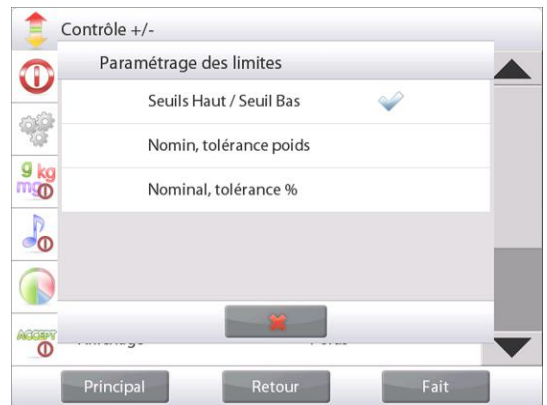 Contrôle +/-
Paramétrage des limites
Seuils Haut / Seuil Bas
Nomin, tolérance poids
Nominal, tolérance %
g kg
mg
ACCEPT
Principal
Retour
Fait